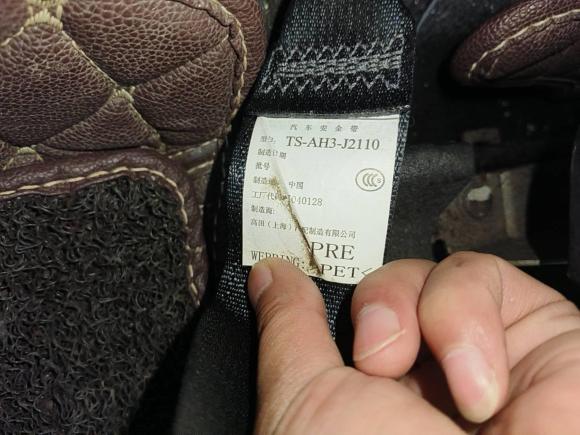 汽车安全带
型号: TS-AH3-J2110
制造日期
批号
制造地 中国
工厂代码 J040128
制造商:
高田(上海)汽配制造有限公司
PRE
WEBBING: >PET<